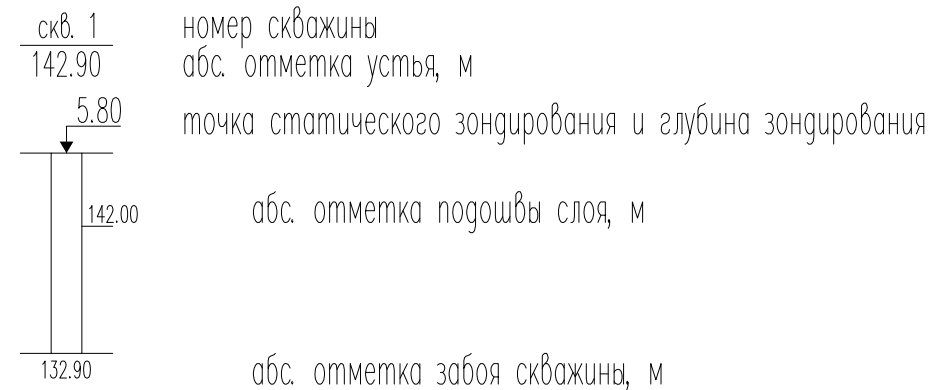 скв. 1 номер скважины
142.90 абс. отметка устья, м
5.80
точка статического зондирования и глубина зондирования
142.00 абс. отметка подошвы слоя, м
132.90 абс. отметка забоя скважины, м